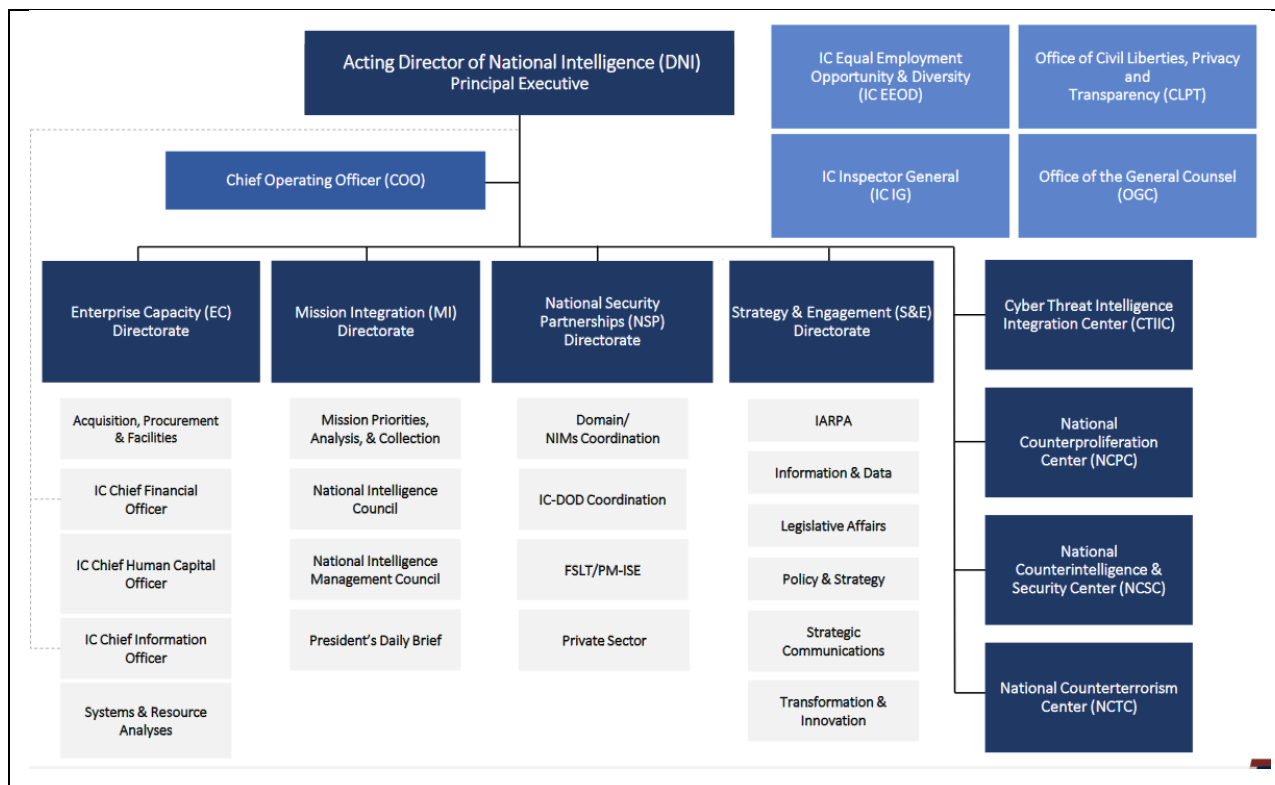 Acting Director of National Intelligence (DNI)
Principal Executive
IC Equal Employment
Opportunity & Diversity
(IC EEOD)
Office of Civil Liberties, Privacy
and
Transparency (CLPT)
Chief Operating Officer (COO)
IC Inspector General
(IC IG)
Office of the General Counsel
(OGC)
Enterprise Capacity (EC)
Directorate
Mission Integration (MI)
Directorate
National Security
Partnerships (NSP)
Directorate
Strategy & Engagement (S&E)
Directorate
Cyber Threat Intelligence
Integration Center (CTIIC)
Acquisition, Procurement
& Facilities
IC Chief Financial
Officer
IC Chief Human Capital
Officer
IC Chief Information
Officer
Systems & Resource
Analyses
Mission Priorities,
Analysis, & Collection
National Intelligence
Council
National Intelligence
Management Council
President's Daily Brief
Domain/
NIMs Coordination
IC-DOD Coordination
FSLT/PM-ISE
Private Sector
IARPA
Information & Data
Legislative Affairs
Policy & Strategy
Strategic
Communications
Transformation &
Innovation
National
Counterproliferation
Center (NCPC)
National
Counterintelligence &
Security Center (NCSC)
National Counterterrorism
Center (NCTC)